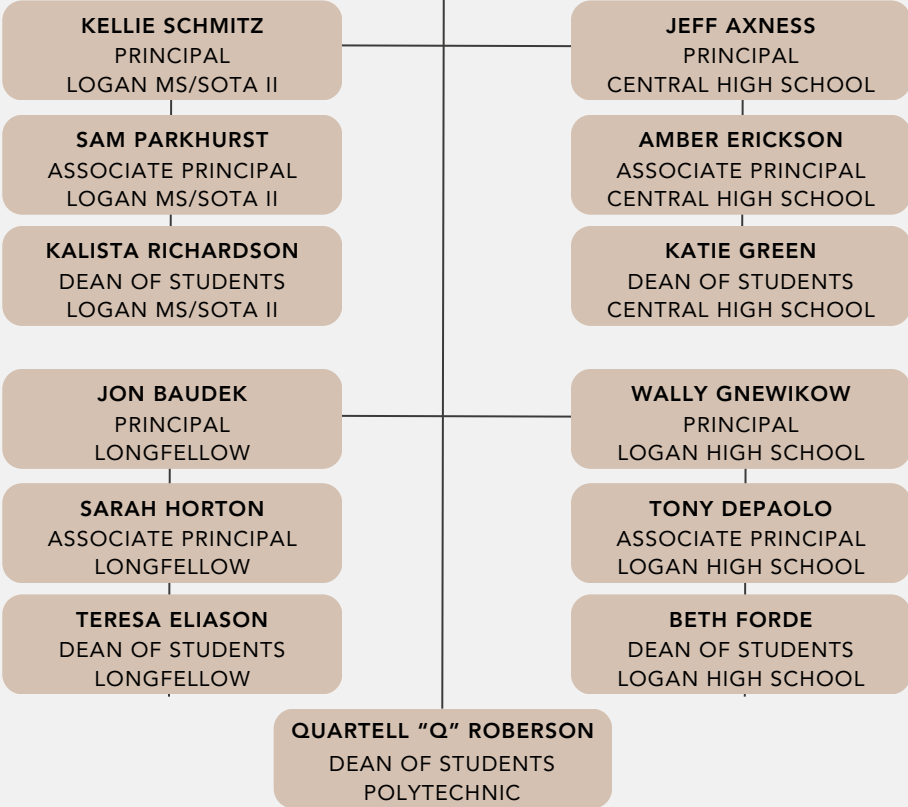 KELLIE SCHMITZ
PRINCIPAL
LOGAN MS/SOTA II
SAM PARKHURST
ASSOCIATE PRINCIPAL
LOGAN MS/SOTA II
KALISTA RICHARDSON
DEAN OF STUDENTS
LOGAN MS/SOTA II
JEFF AXNESS
PRINCIPAL
CENTRAL HIGH SCHOOL
AMBER ERICKSON
ASSOCIATE PRINCIPAL
CENTRAL HIGH SCHOOL
KATIE GREEN
DEAN OF STUDENTS
CENTRAL HIGH SCHOOL
JON BAUDEK
PRINCIPAL
LONGFELLOW
SARAH HORTON
ASSOCIATE PRINCIPAL
LONGFELLOW
TERESA ELIASON
DEAN OF STUDENTS
LONGFELLOW
WALLY GNEWIKOW
PRINCIPAL
LOGAN HIGH SCHOOL
TONY DEPAOLO
ASSOCIATE PRINCIPAL
LOGAN HIGH SCHOOL
BETH FORDE
DEAN OF STUDENTS
LOGAN HIGH SCHOOL
QUARTELL “Q” ROBERSON
DEAN OF STUDENTS
POLYTECHNIC